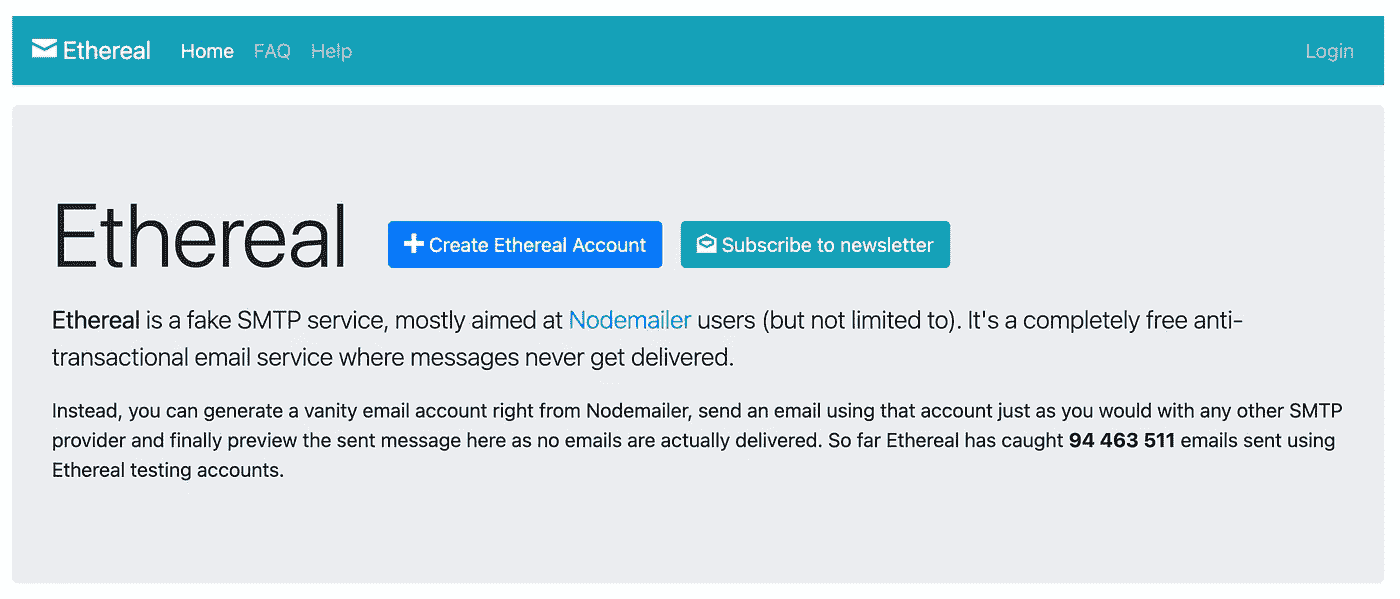 Ethereal Home FAQ Help Login
Ethereal Create Ethereal Account Subscribe to newsletter
Ethereal is a fake SMTP service, mostly aimed at Nodemailer users (but not limited to). It's a completely free anti-
transactional email service where messages never get delivered.
Instead, you can generate a vanity email account right from Nodemailer, send an email using that account just as you would with any other SMTP
provider and finally preview the sent message here as no emails are actually delivered. So far Ethereal has caught 94 463 511 emails sent using
Ethereal testing accounts.